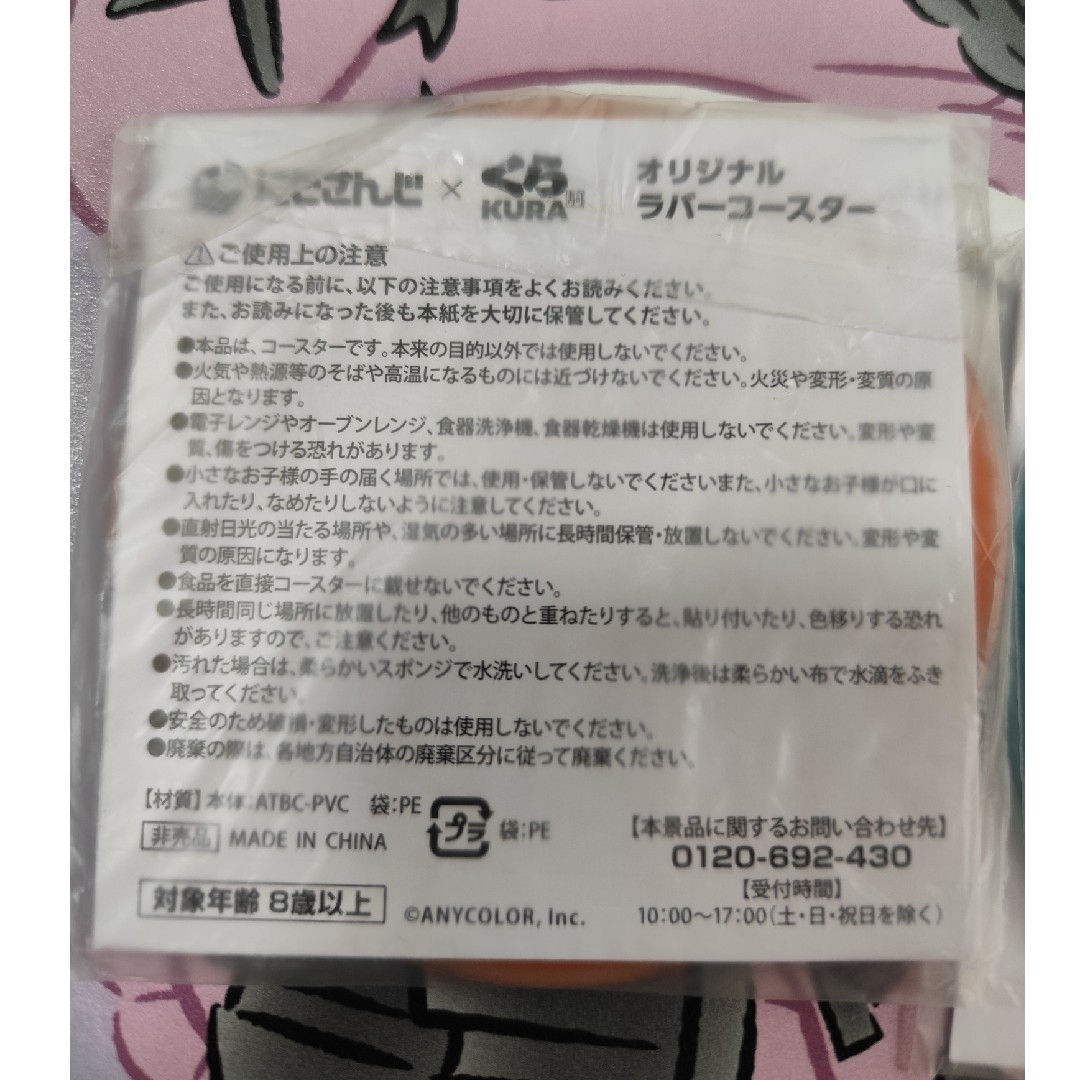 にじさんじ × くら KURA オリジナル
ラバーコースター
⚠ご使用上の注意
ご使用になる前に、以下の注意事項をよくお読みください。
また、お読みになった後も本紙を大切に保管してください。
●本品は、コースターです。本来の目的以外では使用しないでください。
●火気や熱源等のそばや高温になるものには近づけないでください。火災や変形・変質の原
因となります。
●電子レンジやオーブンレンジ、食器洗浄機、食器乾燥機は使用しないでください。変形や変
質、傷をつける恐れがあります。
●小さなお子様の手の届く場所では、使用・保管しないでくださいまた、小さなお子様が口に
入れたり、なめたりしないように注意してください。
●直射日光の当たる場所や、湿気の多い場所に長時間保管・放置しないでください。変形や変
質の原因になります。
●食品を直接コースターに載せないでください。
●長時間同じ場所に放置したり、他のものと重ねたりすると、貼り付いたり、色移りする恐れ
がありますので、ご注意ください。
●汚れた場合は、柔らかいスポンジで水洗いしてください。洗浄後は柔らかい布で水滴をふき
取ってください。
●安全のため破損・変形したものは使用しないでください。
●廃棄の際は、各地方自治体の廃棄区分に従って廃棄ください。
【材質】本体:ATBC-PVC 袋:PE
非売品 MADE IN CHINA
プラ 袋:PE
対象年齢 8歳以上
©ANYCOLOR, Inc.
【本景品に関するお問い合わせ先】
0120-692-430
【受付時間】
10:00～17:00(土・日・祝日を除く)